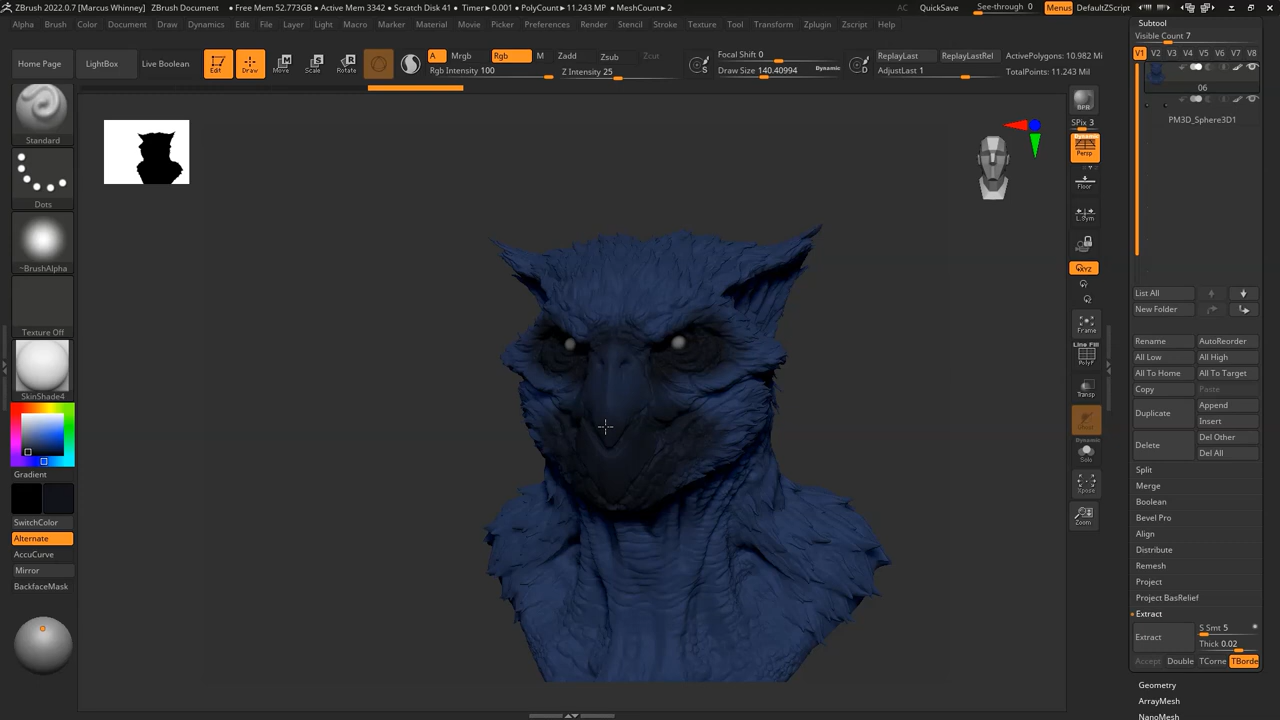 ZBrush 2022.0.7 [Marcus Whinney] ZBrush Document • Free Mem 52.773GB • Active Mem 3342 • Scratch Disk 41 • Timer▸0.001 • PolyCount▸11.243 MP • MeshCount▸2 AC QuickSave See-through 0 Menus DefaultZScript
Alpha Brush Color Document Draw Dynamics Edit File Layer Light Macro Marker Material Movie Picker Preferences Render Stencil Stroke Texture Tool Transform Zplugin Zscript Help
Home Page LightBox Live Boolean Edit Draw Move Scale Rotate
A Mrgb Rgb M Zadd Zsub Zcut
Rgb Intensity 100 Z Intensity 25
Focal Shift 0
Draw Size 140.40994 Dynamic
ReplayLast ReplayLastRel ActivePolygons: 10.982 Mi
AdjustLast 1 TotalPoints: 11.243 Mil
Standard
Dots
~BrushAlpha
Texture Off
SkinShade4
Gradient
SwitchColor
Alternate
AccuCurve
Mirror
BackfaceMask
BPR
SPix 3
Dynamic
Persp
Floor
L.Sym
XYZ
Frame
Line Fill
PolyF
Transp
Ghost
Dynamic
Solo
Xpose
Zoom
Subtool
Visible Count 7
V1 V2 V3 V4 V5 V6 V7 V8
06
PM3D_Sphere3D1
List All
New Folder
Rename AutoReorder
All Low All High
All To Home All To Target
Copy Paste
Duplicate Append
Insert
Delete Del Other
Del All
Split
Merge
Boolean
Bevel Pro
Align
Distribute
Remesh
Project
Project BasRelief
Extract
Extract S Smt 5
Thick 0.02
Accept Double TCorne TBorde
Geometry
ArrayMesh
NanoMesh